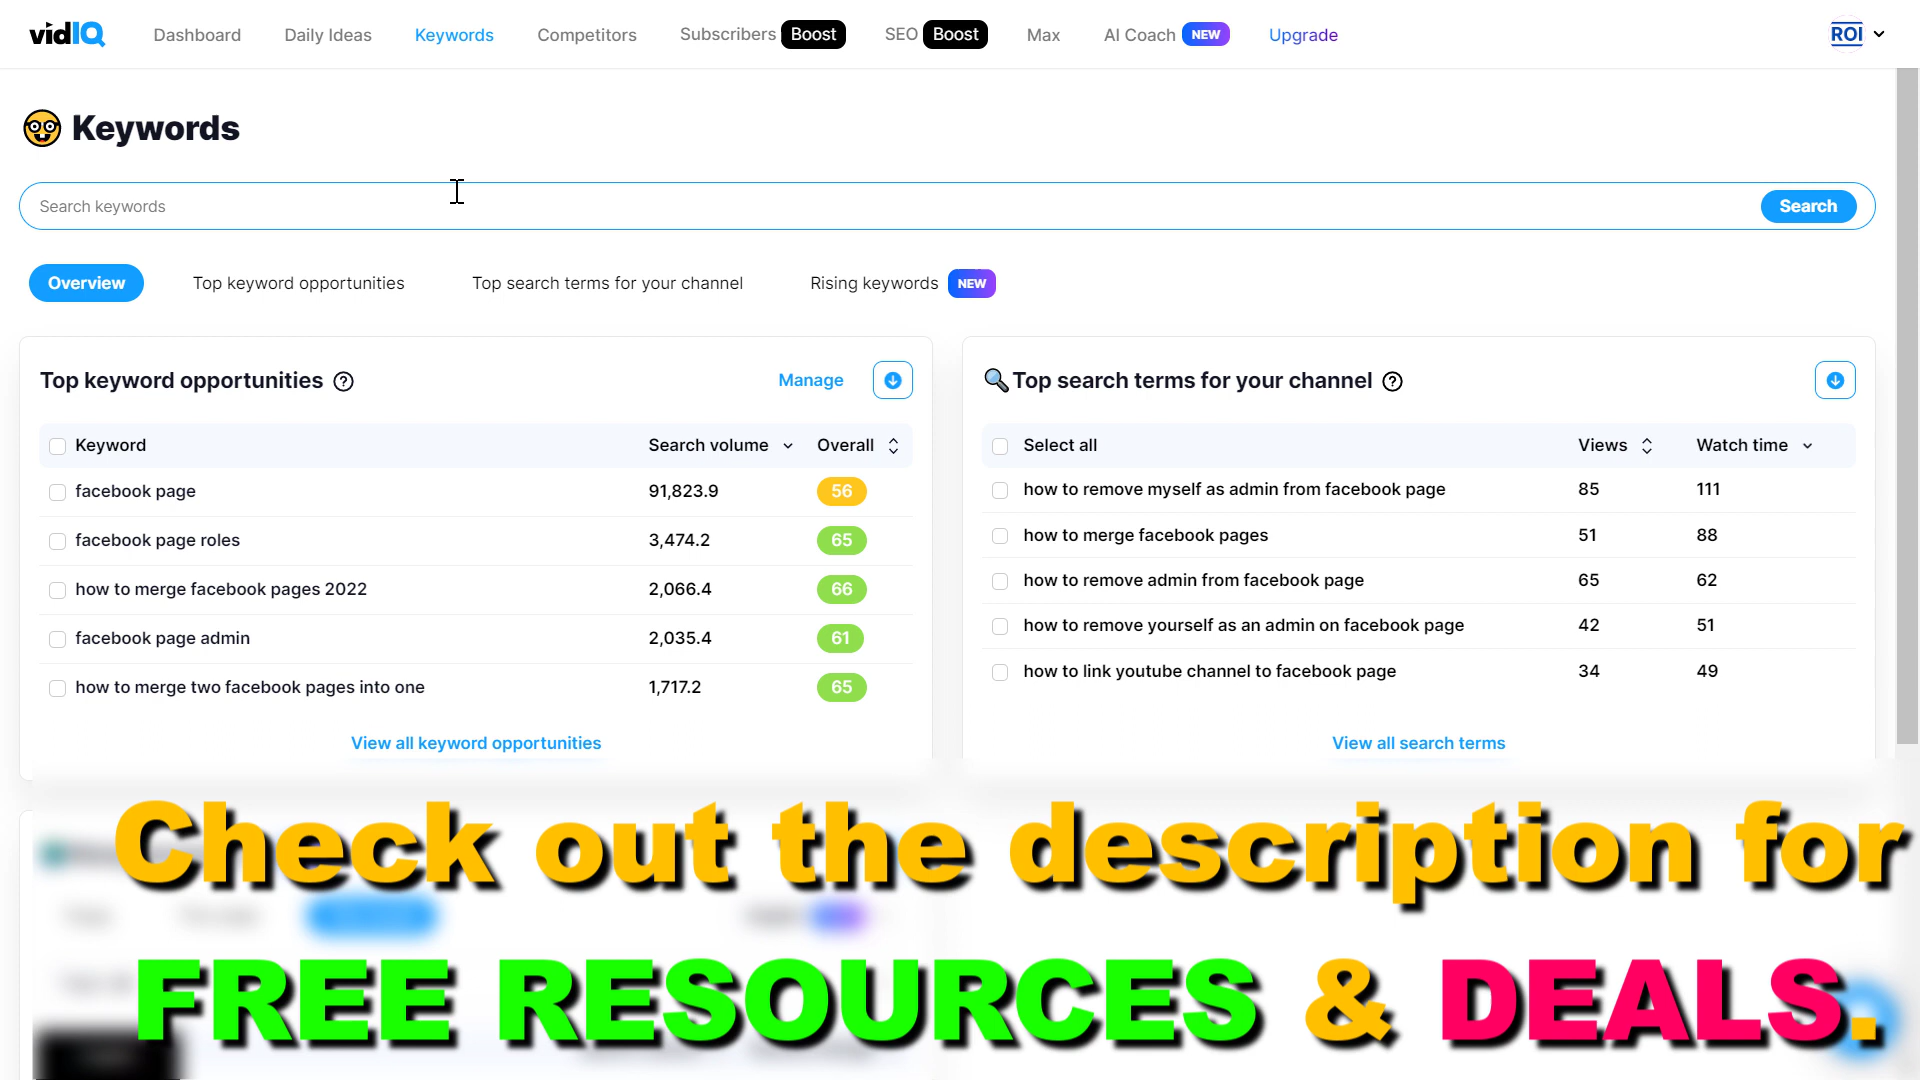 vidIQ Dashboard Daily Ideas Keywords Competitors Subscribers Boost SEO Boost Max AI Coach NEW Upgrade ROI
Keywords
Search keywords Search
Overview Top keyword opportunities Top search terms for your channel Rising keywords NEW
Top keyword opportunities ? Manage
Keyword Search volume Overall
facebook page 91,823.9 56
facebook page roles 3,474.2 65
how to merge facebook pages 2022 2,066.4 66
facebook page admin 2,035.4 61
how to merge two facebook pages into one 1,717.2 65
View all keyword opportunities
Top search terms for your channel ?
Select all Views Watch time
how to remove myself as admin from facebook page 85 111
how to merge facebook pages 51 88
how to remove admin from facebook page 65 62
how to remove yourself as an admin on facebook page 42 51
how to link youtube channel to facebook page 34 49
View all search terms
Check out the description for
FREE RESOURCES & DEALS.